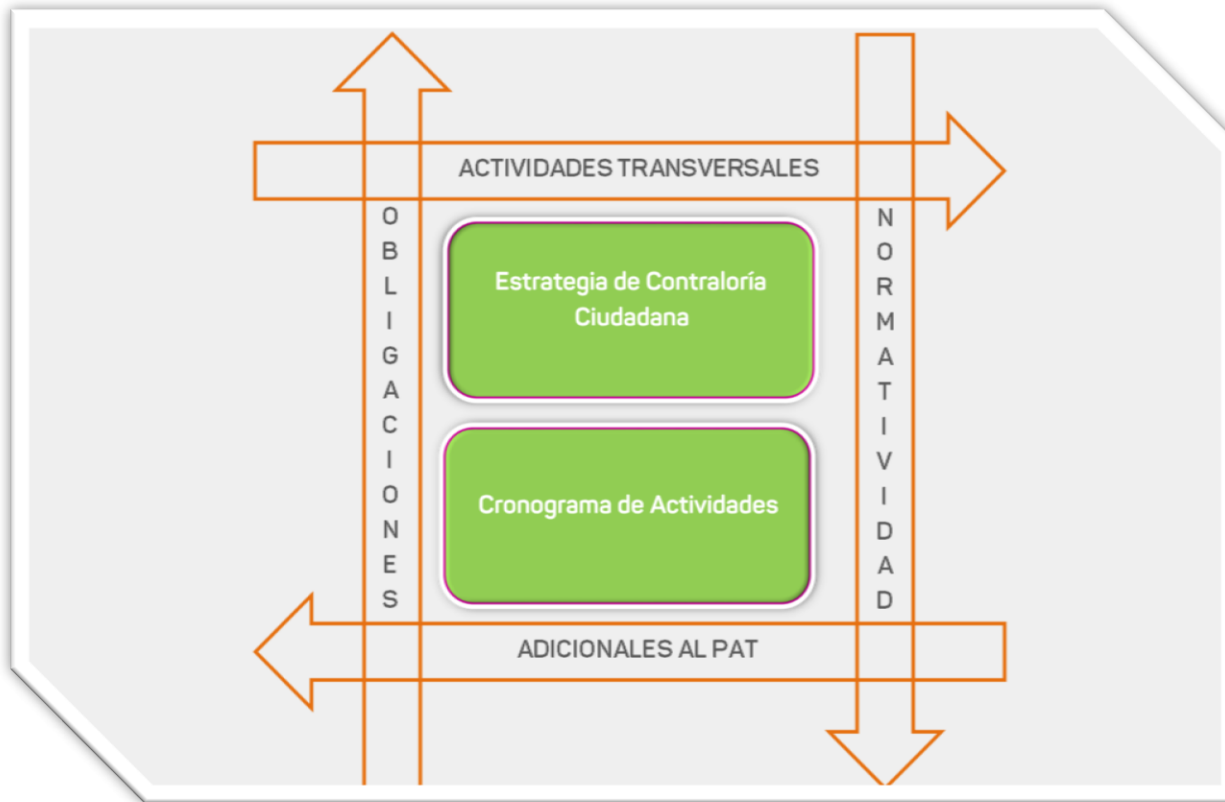 ACTIVIDADES TRANSVERSALES
OBLIGACIONES
Estrategia de Contraloría
Ciudadana
Cronograma de Actividades
NORMATIVIDAD
ADICIONALES AL PAT